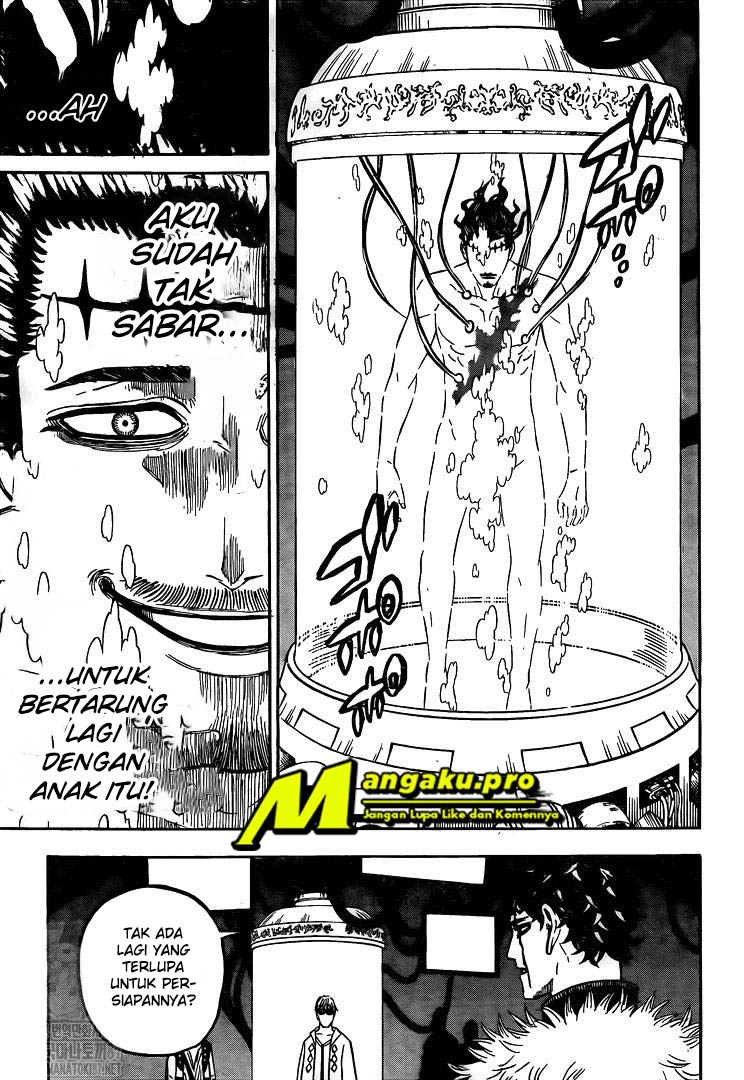 ...AH
AKU
SUDAH
TAK
SABAR...
...UNTUK
BERTARUNG
LAGI
DENGAN
ANAK ITU!
Mangaku.pro
Jangan Lupa Like dan Komennya
TAK ADA
LAGI YANG
TERLUPA
UNTUK PER-
SIAPANNYA?